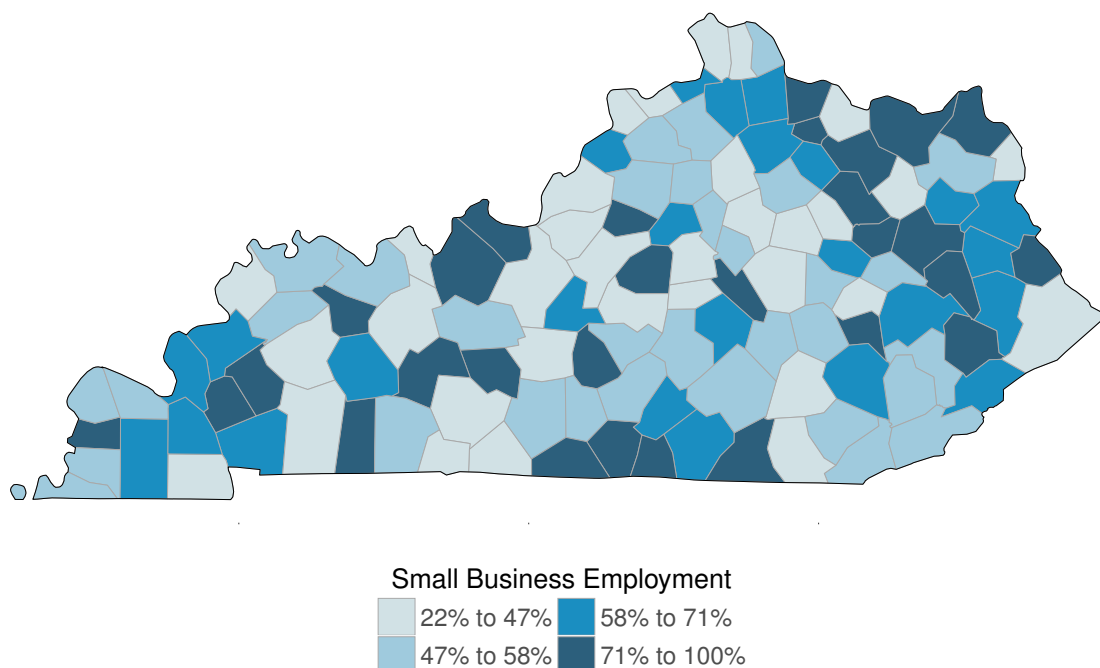 Small Business Employment
22% to 47% 58% to 71%
47% to 58% 71% to 100%